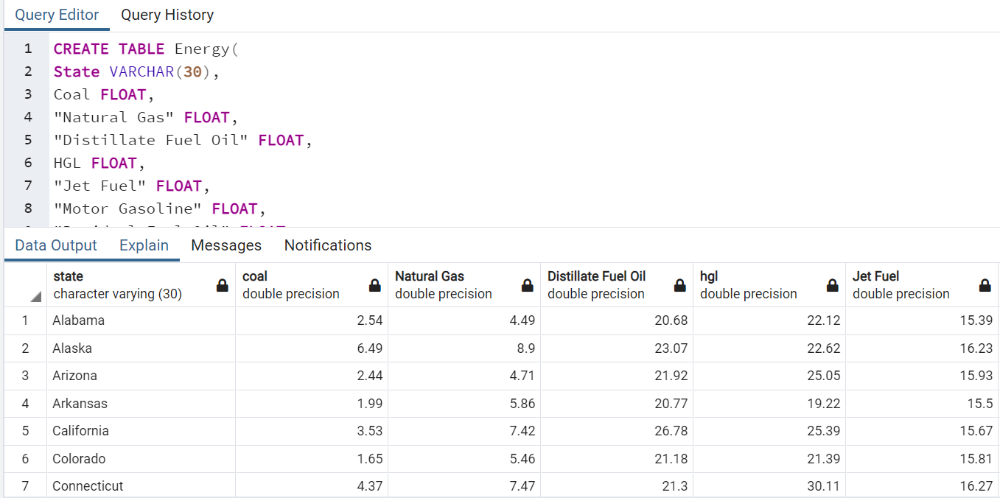 Query Editor Query History
1 CREATE TABLE Energy(
2 State VARCHAR(30),
3 Coal FLOAT,
4 "Natural Gas" FLOAT,
5 "Distillate Fuel Oil" FLOAT,
6 HGL FLOAT,
7 "Jet Fuel" FLOAT,
8 "Motor Gasoline" FLOAT,
Data Output Explain Messages Notifications
state coal Natural Gas Distillate Fuel Oil hgl Jet Fuel
character varying (30) double precision double precision double precision double precision double precision
1 Alabama 2.54 4.49 20.68 22.12 15.39
2 Alaska 6.49 8.9 23.07 22.62 16.23
3 Arizona 2.44 4.71 21.92 25.05 15.93
4 Arkansas 1.99 5.86 20.77 19.22 15.5
5 California 3.53 7.42 26.78 25.39 15.67
6 Colorado 1.65 5.46 21.18 21.39 15.81
7 Connecticut 4.37 7.47 21.3 30.11 16.27